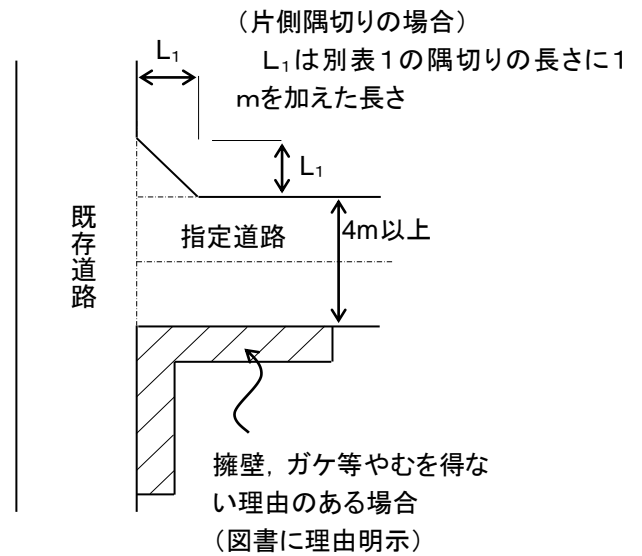 (片側隅切りの場合)
L₁は別表1の隅切りの長さに1
mを加えた長さ
L₁
L₁
既存道路
指定道路
4m以上
擁壁，ガケ等やむを得な
い理由のある場合
(図書に理由明示)